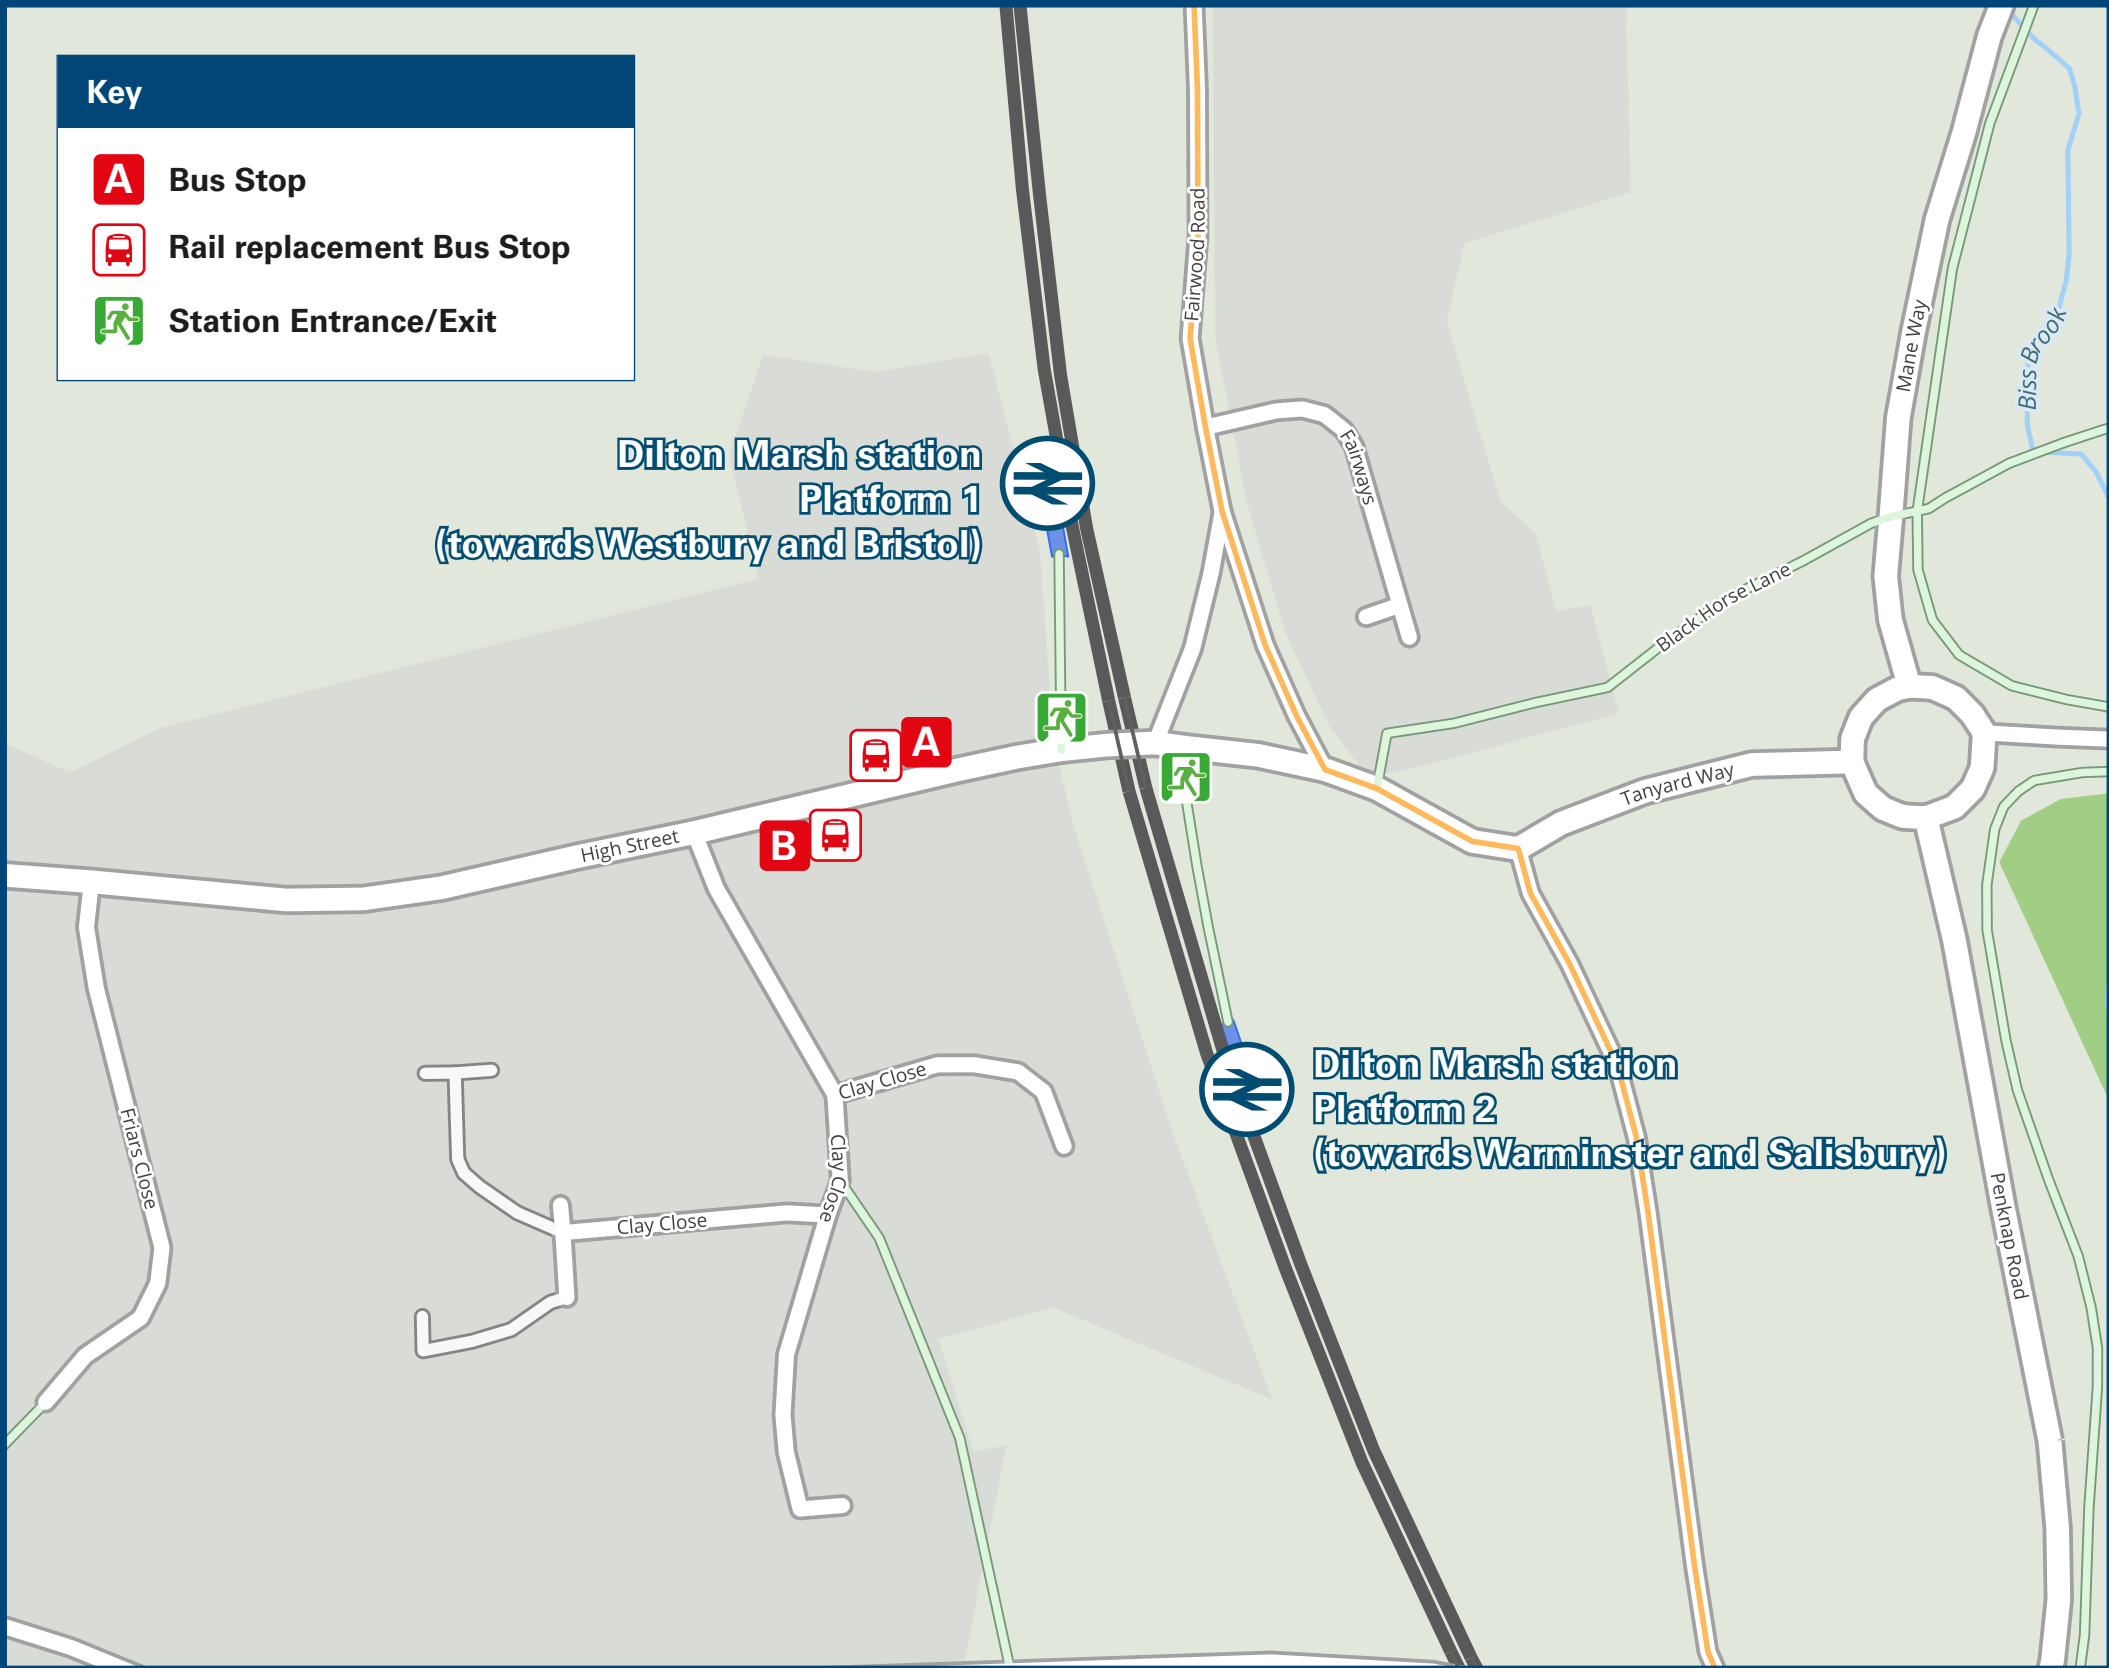 Key
A Bus Stop
Rail replacement Bus Stop
Station Entrance/Exit
Fairwood Road
Mane Way
Biss Brook
Fairways
Dilton Marsh station
Platform 1
(towards Westbury and Bristol)
Black Horse Lane
A
Tanyard Way
B
High Street
Dilton Marsh station
Platform 2
(towards Warminster and Salisbury)
Clay Close
Friars Close
Clay Close
Clay Close
Penknap Road